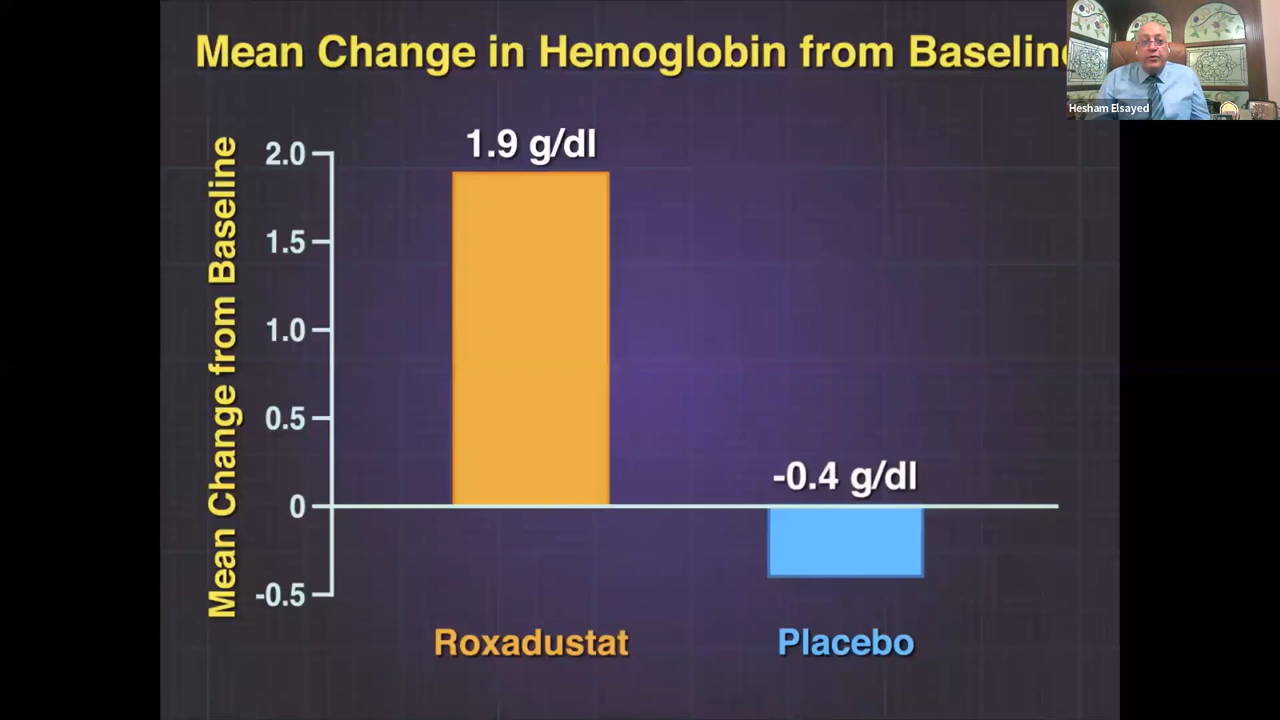 Mean Change in Hemoglobin from Baseline
Hesham Elsayed
Mean Change from Baseline
2.0
1.5
1.0
0.5
0
-0.5
1.9 g/dl
-0.4 g/dl
Roxadustat
Placebo